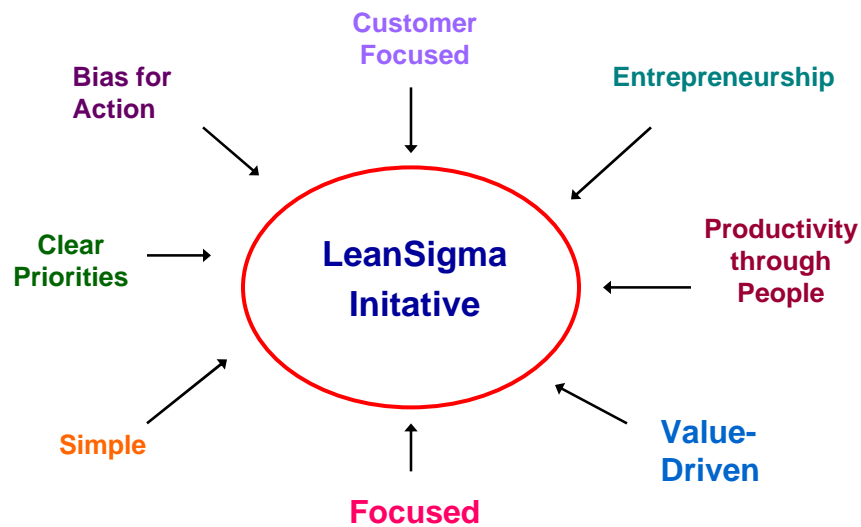 Customer
Focused
Bias for
Action
Entrepreneurship
Clear
Priorities
LeanSigma
Initative
Productivity
through
People
Simple
Value-
Driven
Focused